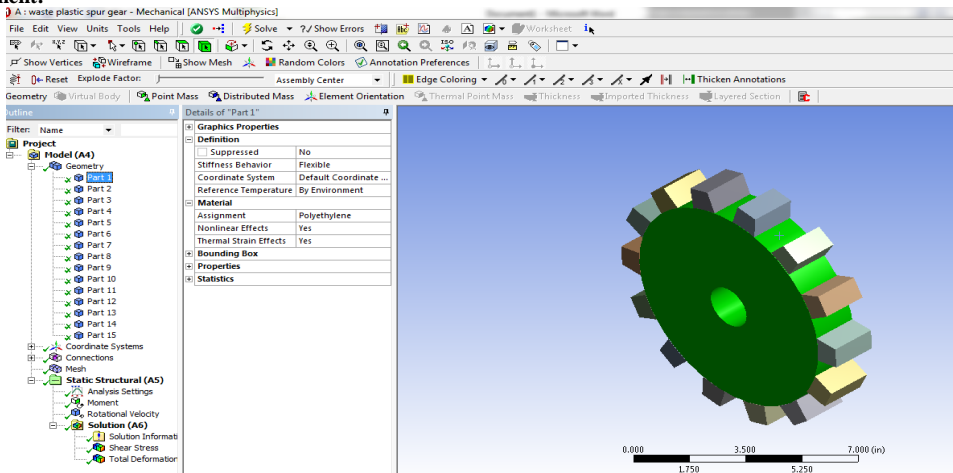 nent.
A : waste plastic spur gear - Mechanical [ANSYS Multiphysics]
File Edit View Units Tools Help Solve ?/ Show Errors A Worksheet
Show Vertices Wireframe Show Mesh Random Colors Annotation Preferences
Reset Explode Factor: Assembly Center Edge Coloring Thicken Annotations
Geometry Virtual Body Point Mass Distributed Mass Element Orientation Thermal Point Mass Thickness Imported Thickness Layered Section
Outline
Filter: Name
Project
Model (A4)
Geometry
Part 1
Part 2
Part 3
Part 4
Part 5
Part 6
Part 7
Part 8
Part 9
Part 10
Part 11
Part 12
Part 13
Part 14
Part 15
Coordinate Systems
Connections
Mesh
Static Structural (A5)
Analysis Settings
Moment
Rotational Velocity
Solution (A6)
Solution Informati
Shear Stress
Total Deformation
Details of "Part 1"
Graphics Properties
Definition
Suppressed No
Stiffness Behavior Flexible
Coordinate System Default Coordinate ...
Reference Temperature By Environment
Material
Assignment Polyethylene
Nonlinear Effects Yes
Thermal Strain Effects Yes
Bounding Box
Properties
Statistics
0.000 3.500 7.000 (in)
1.750 5.250